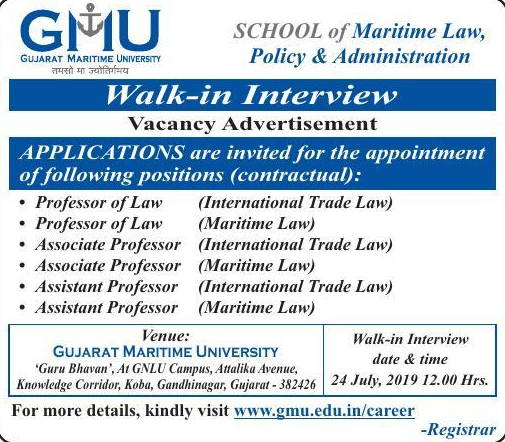 GMU
GUJARAT MARITIME UNIVERSITY
तमसो मा ज्योतिर्गमय
SCHOOL of Maritime Law,
Policy & Administration
Walk-in Interview
Vacancy Advertisement
APPLICATIONS are invited for the appointment
of following positions (contractual):
• Professor of Law (International Trade Law)
• Professor of Law (Maritime Law)
• Associate Professor (International Trade Law)
• Associate Professor (Maritime Law)
• Assistant Professor (International Trade Law)
• Assistant Professor (Maritime Law)
Venue:
GUJARAT MARITIME UNIVERSITY
‘Guru Bhavan’, At GNLU Campus, Attalika Avenue,
Knowledge Corridor, Koba, Gandhinagar, Gujarat - 382426
Walk-in Interview
date & time
24 July, 2019 12.00 Hrs.
For more details, kindly visit www.gmu.edu.in/career
-Registrar